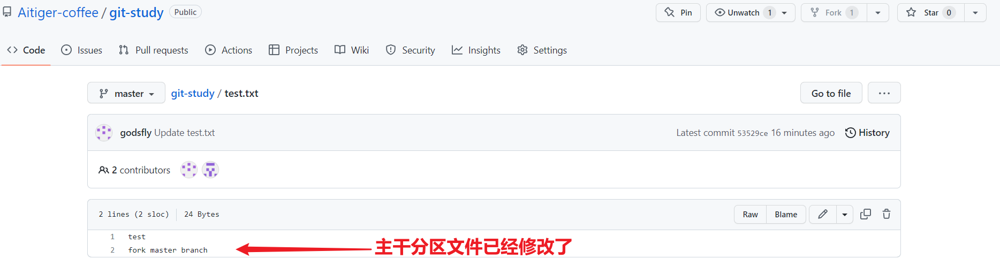 Aitiger-coffee / git-study Public Pin Unwatch 1 Fork 1 Star 0
Code Issues Pull requests Actions Projects Wiki Security Insights Settings
master git-study / test.txt Go to file ...
godsfly Update test.txt Latest commit 53529ce 16 minutes ago History
2 contributors
2 lines (2 sloc) 24 Bytes Raw Blame
1 test
2 fork master branch
主干分区文件已经修改了